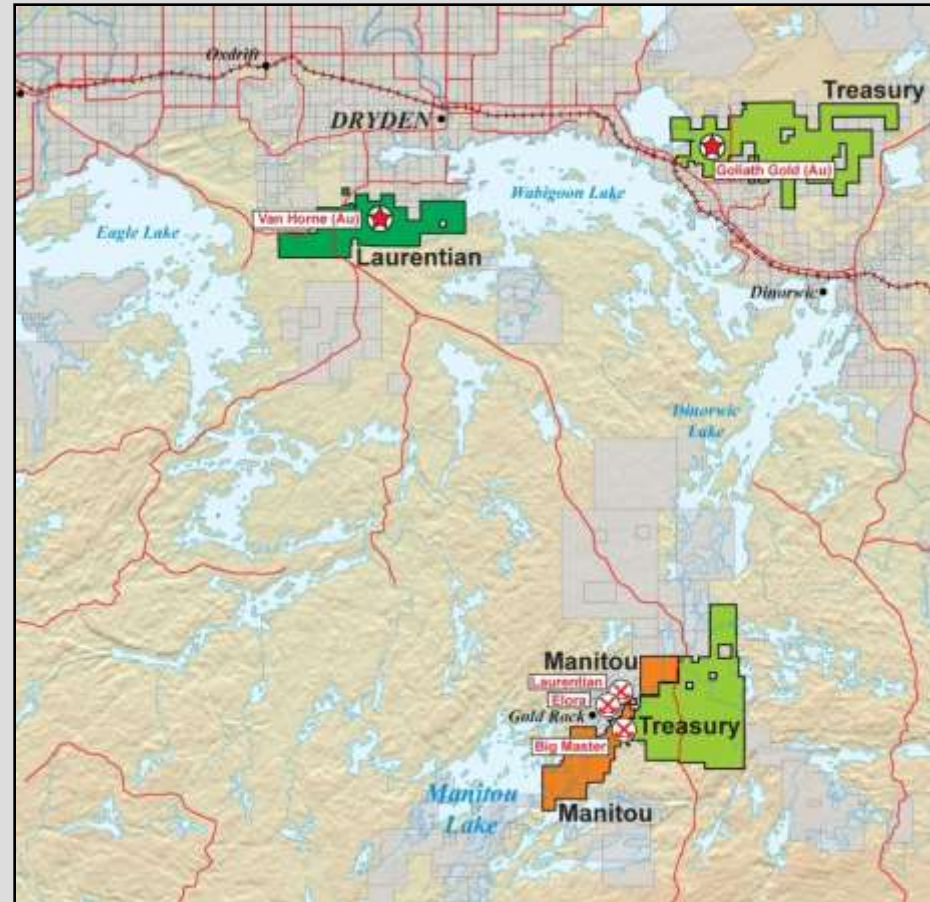 Oxdrift
Treasury
DRYDEN
Goliath Gold (Au)
Wabigoon Lake
Van Horne (Au)
Eagle Lake
Laurentian
Dinorwic
Dinorwic
Lake
Manitou
Laurentian
Elora
Gold Rock
Treasury
Big Master
Manitou
Lake
Manitou